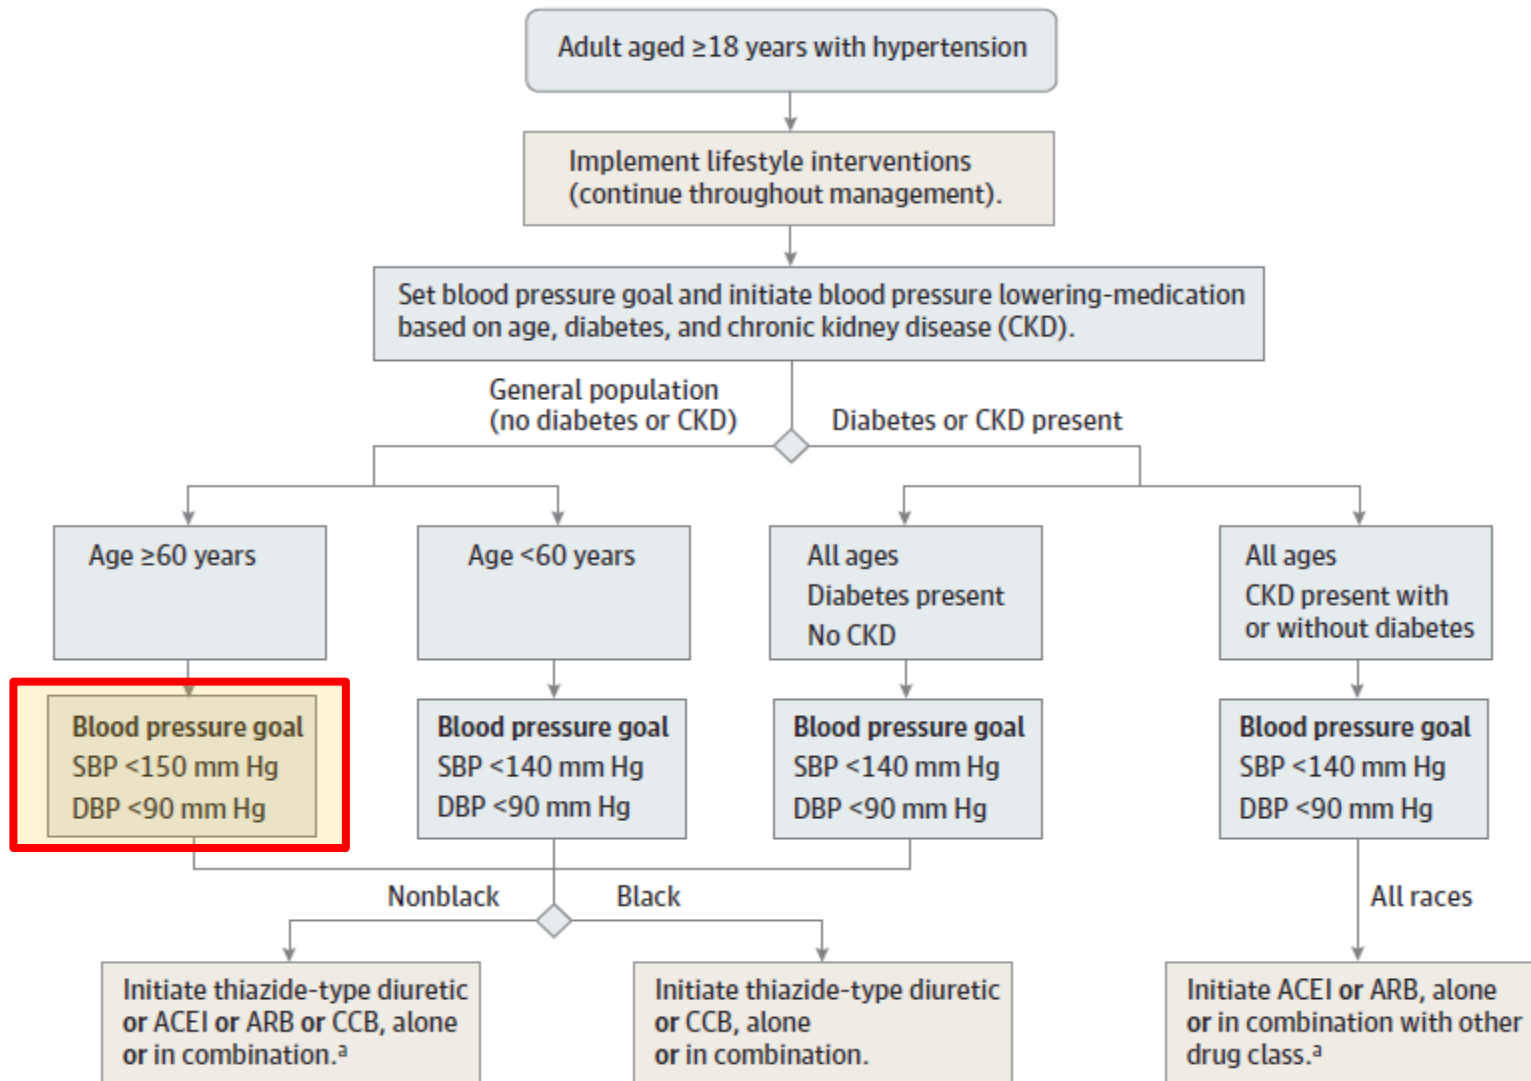 Adult aged ≥18 years with hypertension
Implement lifestyle interventions
(continue throughout management).
Set blood pressure goal and initiate blood pressure lowering-medication
based on age, diabetes, and chronic kidney disease (CKD).
General population
(no diabetes or CKD)
Diabetes or CKD present
Age ≥60 years
Age <60 years
All ages
Diabetes present
No CKD
All ages
CKD present with
or without diabetes
Blood pressure goal
SBP <150 mm Hg
DBP <90 mm Hg
Blood pressure goal
SBP <140 mm Hg
DBP <90 mm Hg
Blood pressure goal
SBP <140 mm Hg
DBP <90 mm Hg
Blood pressure goal
SBP <140 mm Hg
DBP <90 mm Hg
Nonblack
Black
All races
Initiate thiazide-type diuretic
or ACEI or ARB or CCB, alone
or in combination.ª
Initiate thiazide-type diuretic
or CCB, alone
or in combination.
Initiate ACEI or ARB, alone
or in combination with other
drug class.ª